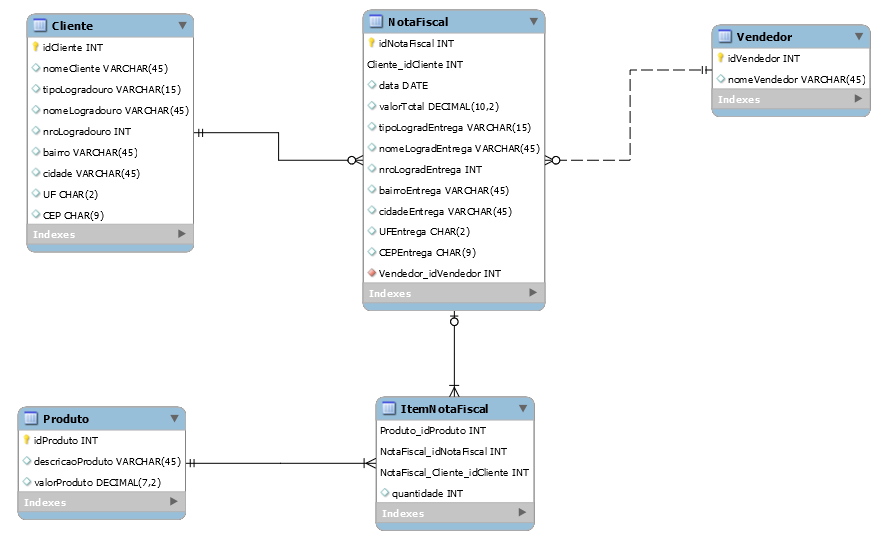 Cliente
idCliente INT
nomeCliente VARCHAR(45)
tipoLogradouro VARCHAR(15)
nomeLogradouro VARCHAR(45)
nroLogradouro INT
bairro VARCHAR(45)
cidade VARCHAR(45)
UF CHAR(2)
CEP CHAR(9)
Indexes
NotaFiscal
idNotaFiscal INT
Cliente_idCliente INT
data DATE
valorTotal DECIMAL(10,2)
tipoLogradEntrega VARCHAR(15)
nomeLogradEntrega VARCHAR(45)
nroLogradEntrega INT
bairroEntrega VARCHAR(45)
cidadeEntrega VARCHAR(45)
UFEntrega CHAR(2)
CEPEntrega CHAR(9)
Vendedor_idVendedor INT
Indexes
Vendedor
idVendedor INT
nomeVendedor VARCHAR(45)
Indexes
Produto
idProduto INT
descricaoProduto VARCHAR(45)
valorProduto DECIMAL(7,2)
Indexes
ItemNotaFiscal
Produto_idProduto INT
NotaFiscal_idNotaFiscal INT
NotaFiscal_Cliente_idCliente INT
quantidade INT
Indexes